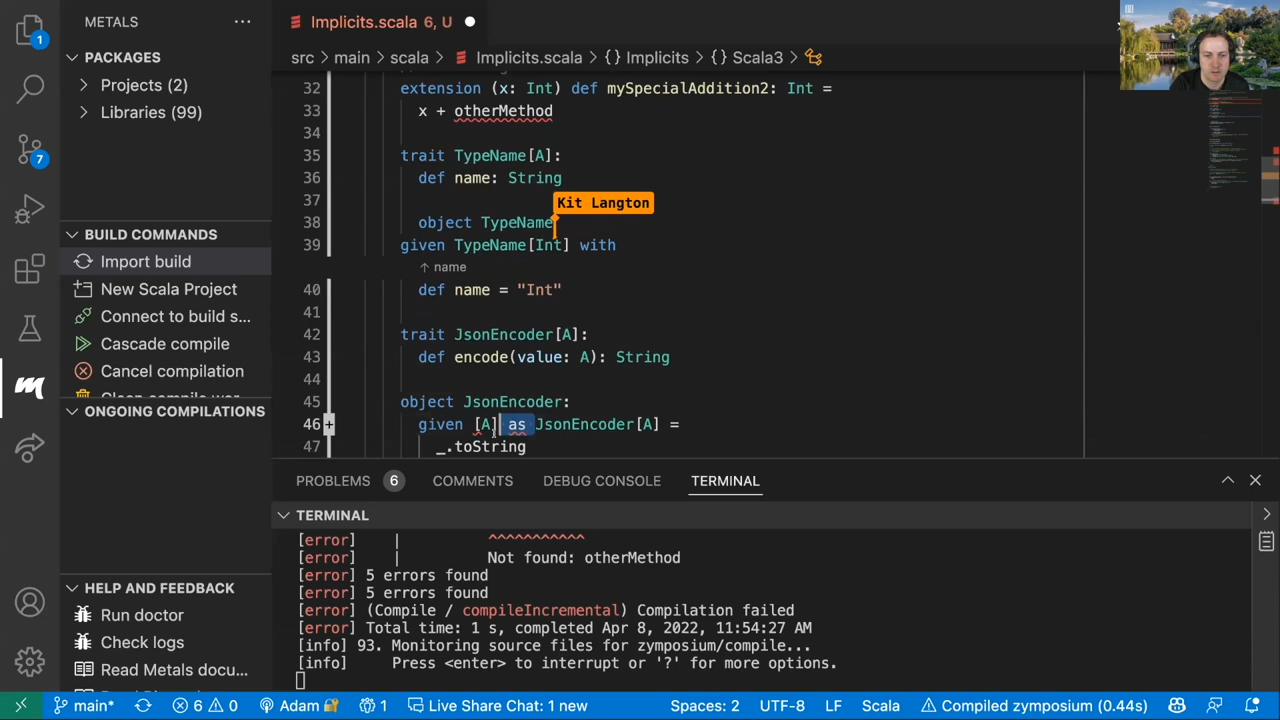 METALS
Implicits.scala 6, U
PACKAGES
src > main > scala > Implicits.scala > {} Implicits > {} Scala3 >
Projects (2)
Libraries (99)
1
7
BUILD COMMANDS
Import build
New Scala Project
Connect to build s...
Cascade compile
Cancel compilation
ONGOING COMPILATIONS
HELP AND FEEDBACK
Run doctor
Check logs
Read Metals docu...
32 extension (x: Int) def mySpecialAddition2: Int =
33 x + otherMethod
34
35 trait TypeName[A]:
36 def name: String
37
Kit Langton
38 object TypeName
39 given TypeName[Int] with
↑ name
40 def name = "Int"
41
42 trait JsonEncoder[A]:
43 def encode(value: A): String
44
45 object JsonEncoder:
46 given [A] as JsonEncoder[A] =
47 _.toString
PROBLEMS 6 COMMENTS DEBUG CONSOLE TERMINAL
TERMINAL
[error] | ^^^^^^^^^^^
[error] | Not found: otherMethod
[error] 5 errors found
[error] 5 errors found
[error] (Compile / compileIncremental) Compilation failed
[error] Total time: 1 s, completed Apr 8, 2022, 11:54:27 AM
[info] 93. Monitoring source files for zymposium/compile...
[info] Press <enter> to interrupt or '?' for more options.
main* 6 0 Adam 1 Live Share Chat: 1 new Spaces: 2 UTF-8 LF Scala Compiled zymposium (0.44s)